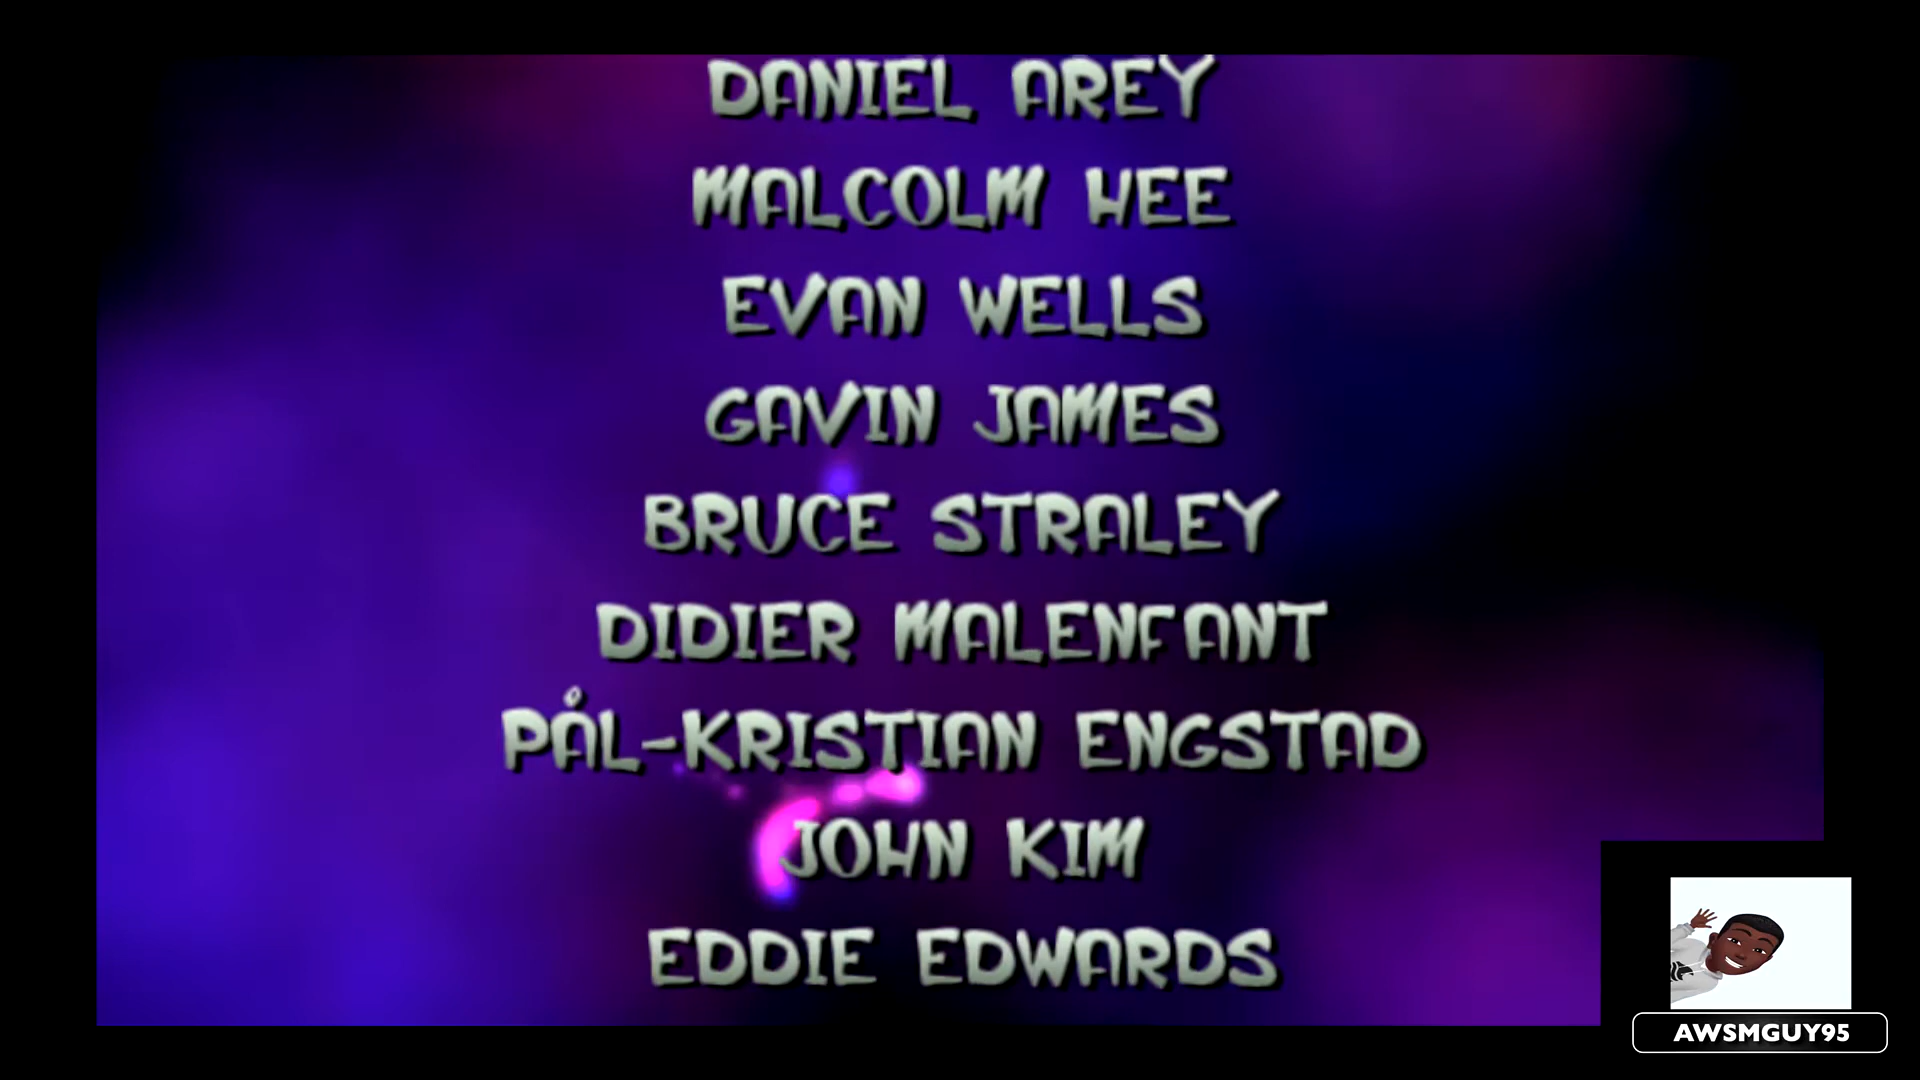 DANIEL AREY
MALCOLM HEE
EVAN WELLS
GAVIN JAMES
BRUCE STRALEY
DIDIER MALENFANT
PÅL-KRISTIAN ENGSTAD
JOHN KIM
EDDIE EDWARDS
AWSMGUY95